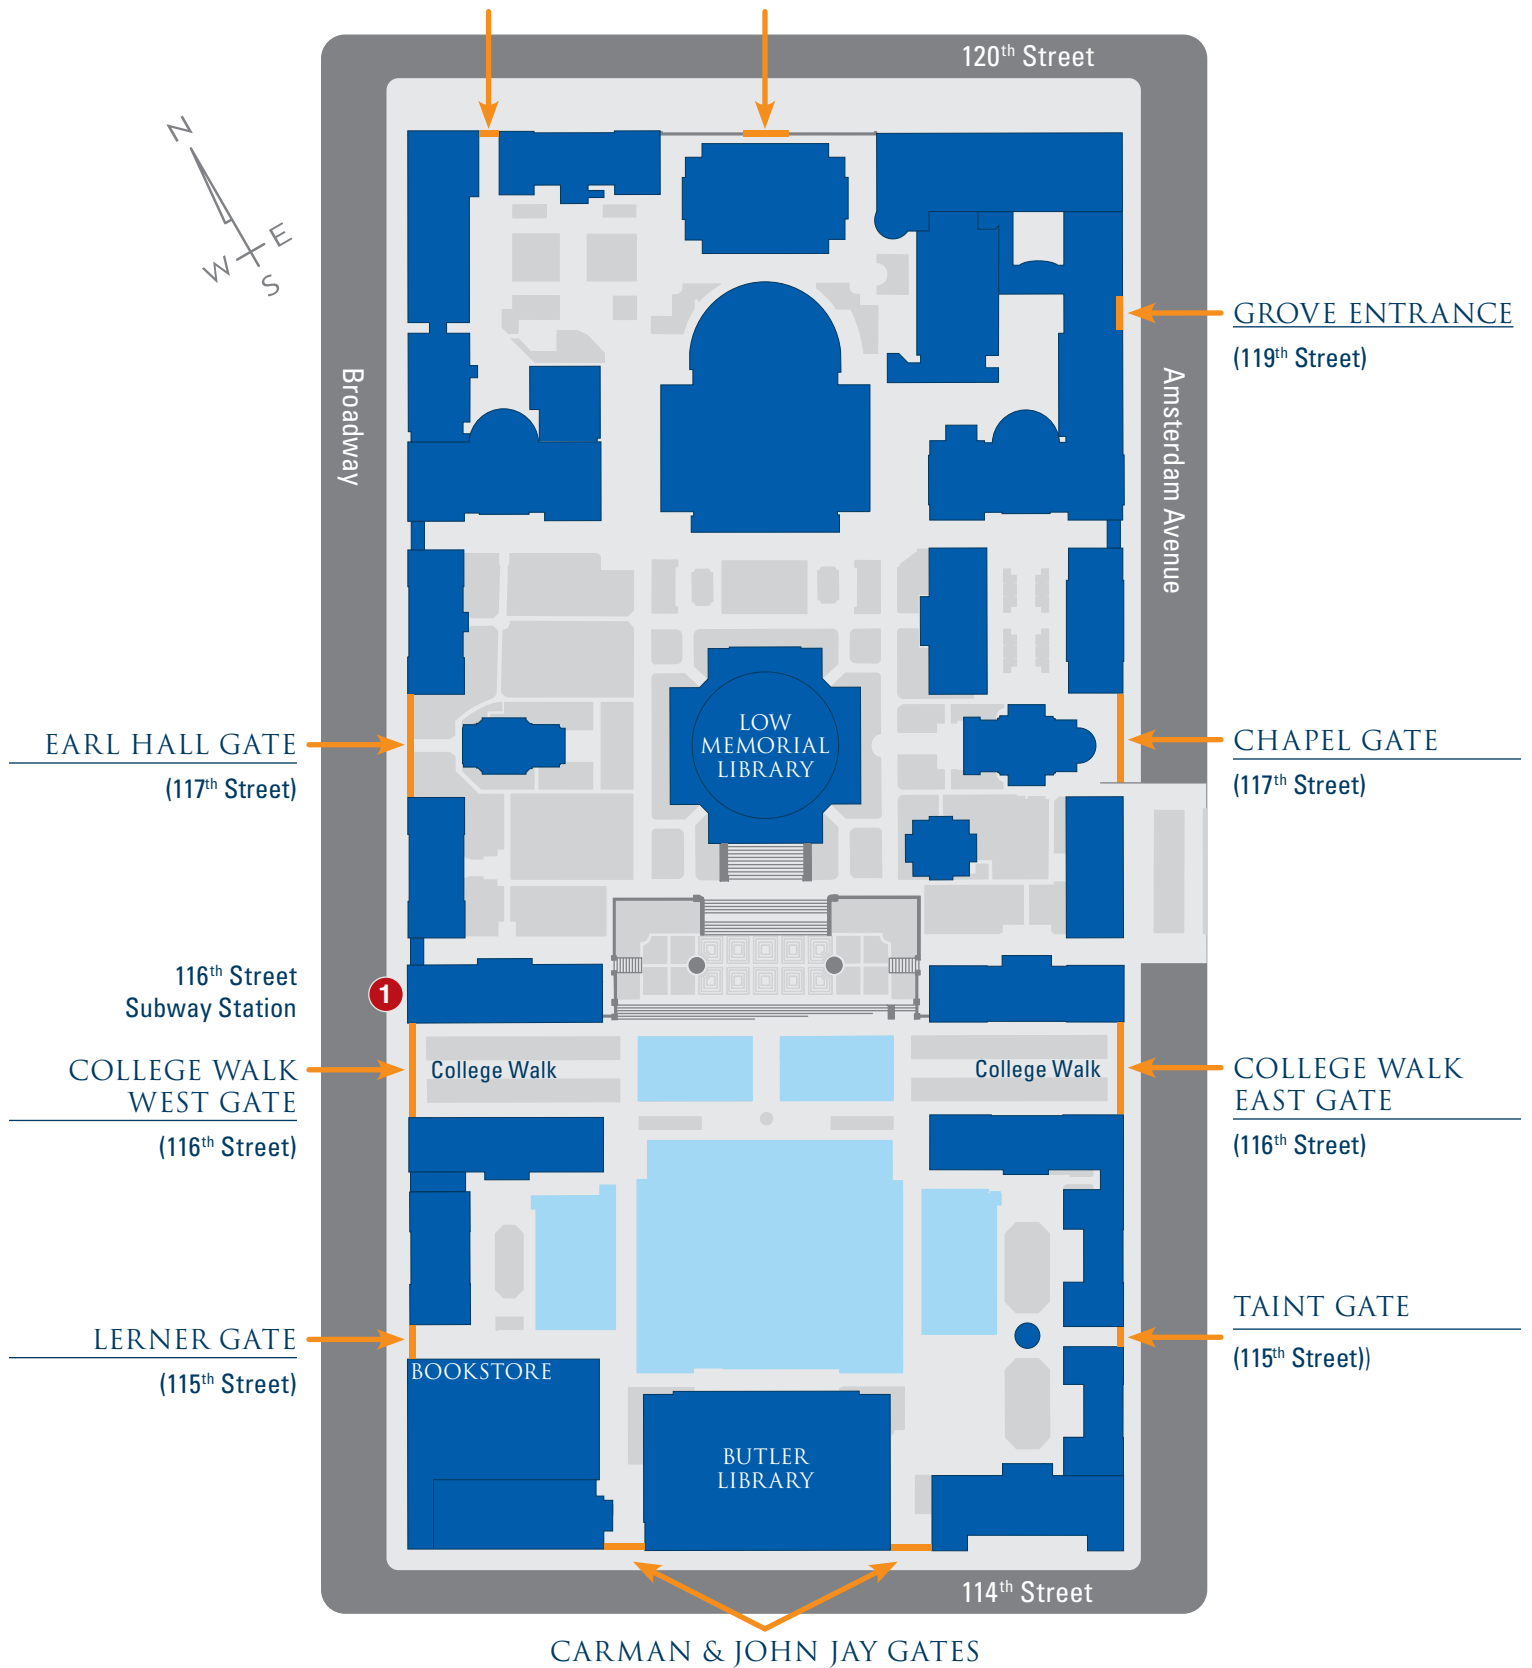 120th Street
N
E
W
S
GROVE ENTRANCE
(119th Street)
Broadway
Amsterdam Avenue
LOW
MEMORIAL
LIBRARY
EARL HALL GATE
(117th Street)
CHAPEL GATE
(117th Street)
116th Street
Subway Station
1
COLLEGE WALK
WEST GATE
(116th Street)
College Walk
College Walk
COLLEGE WALK
EAST GATE
(116th Street)
LERNER GATE
(115th Street)
TAINT GATE
(115th Street))
BOOKSTORE
BUTLER
LIBRARY
114th Street
CARMAN & JOHN JAY GATES